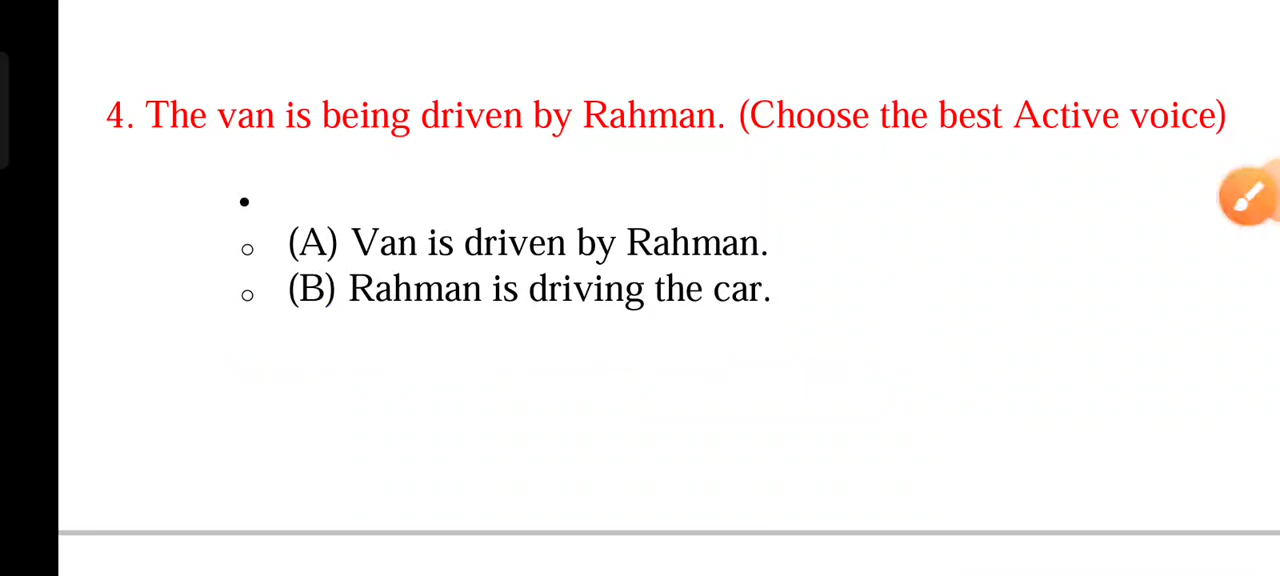 4. The van is being driven by Rahman. (Choose the best Active voice)
(A) Van is driven by Rahman.
(B) Rahman is driving the car.